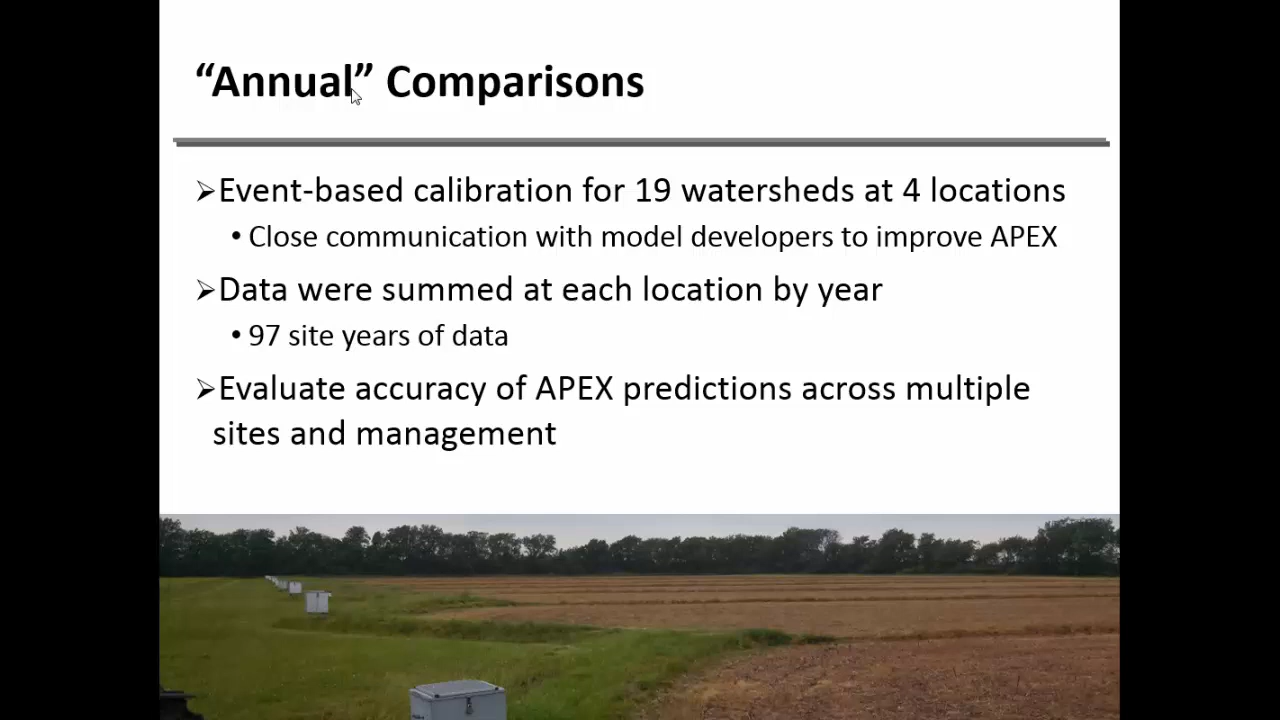 “Annual” Comparisons
➢Event-based calibration for 19 watersheds at 4 locations
• Close communication with model developers to improve APEX
➢Data were summed at each location by year
• 97 site years of data
➢Evaluate accuracy of APEX predictions across multiple
sites and management